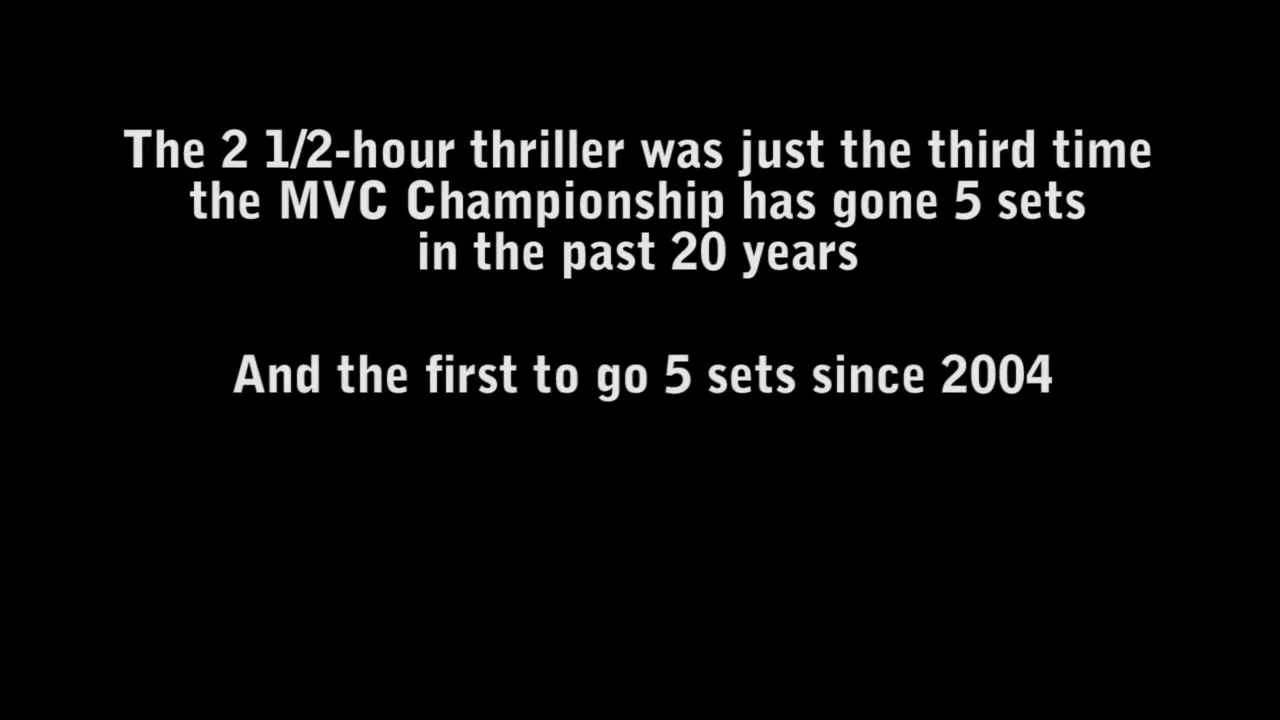 The 2 1/2-hour thriller was just the third time
the MVC Championship has gone 5 sets
in the past 20 years
And the first to go 5 sets since 2004